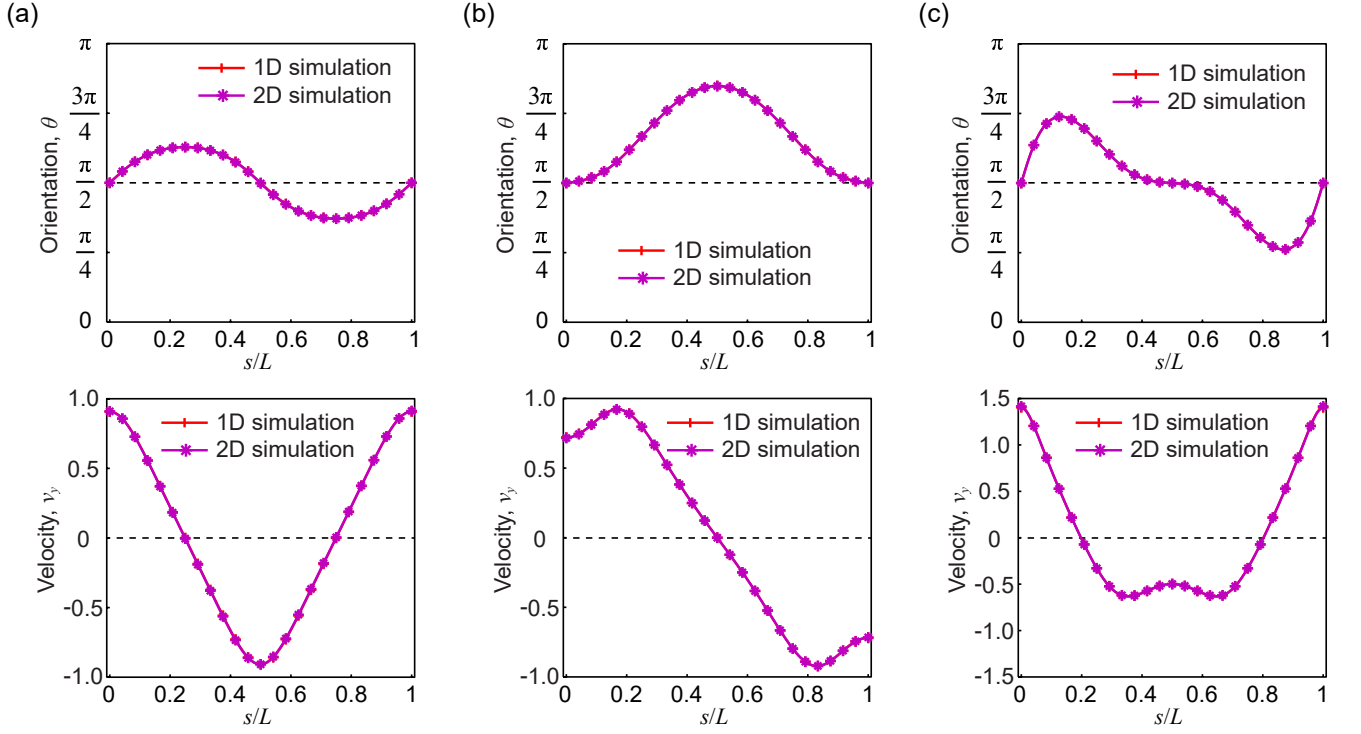 (a)
π
3π
4
π
2
π
4
0
Orientation, θ
1D simulation
2D simulation
0 0.2 0.4 0.6 0.8 1
s/L
(b)
π
3π
4
π
2
π
4
0
Orientation, θ
1D simulation
2D simulation
0 0.2 0.4 0.6 0.8 1
s/L
(c)
π
3π
4
π
2
π
4
0
Orientation, θ
1D simulation
2D simulation
0 0.2 0.4 0.6 0.8 1
s/L
1.0
0.5
0
-0.5
-1.0
Velocity, vy
1D simulation
2D simulation
0 0.2 0.4 0.6 0.8 1
s/L
1.0
0.5
0
-0.5
-1.0
Velocity, vy
1D simulation
2D simulation
0 0.2 0.4 0.6 0.8 1
s/L
1.5
1.0
0.5
0
-0.5
-1.0
-1.5
Velocity, vy
1D simulation
2D simulation
0 0.2 0.4 0.6 0.8 1
s/L